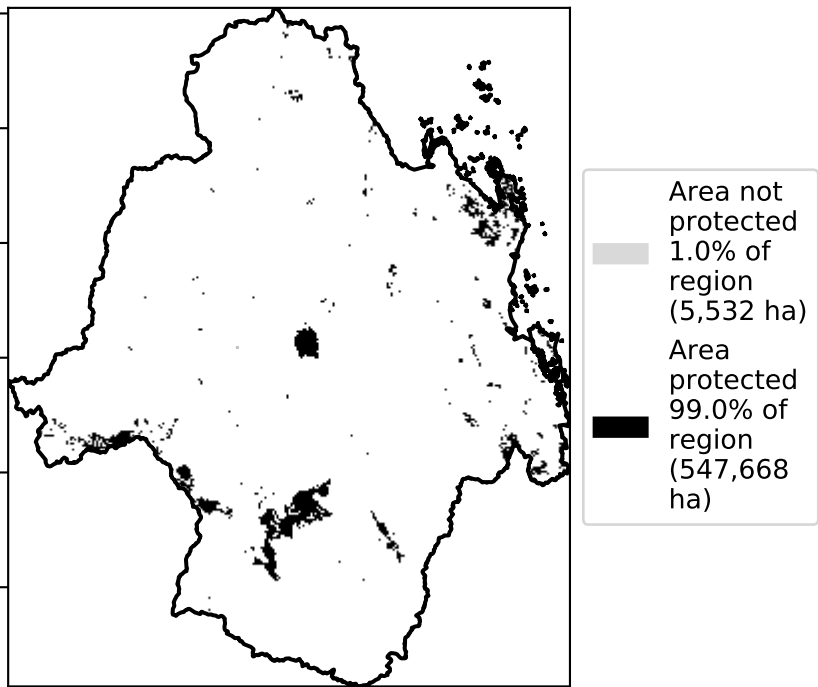 Area not
protected
1.0% of
region
(5,532 ha)
Area
protected
99.0% of
region
(547,668
ha)